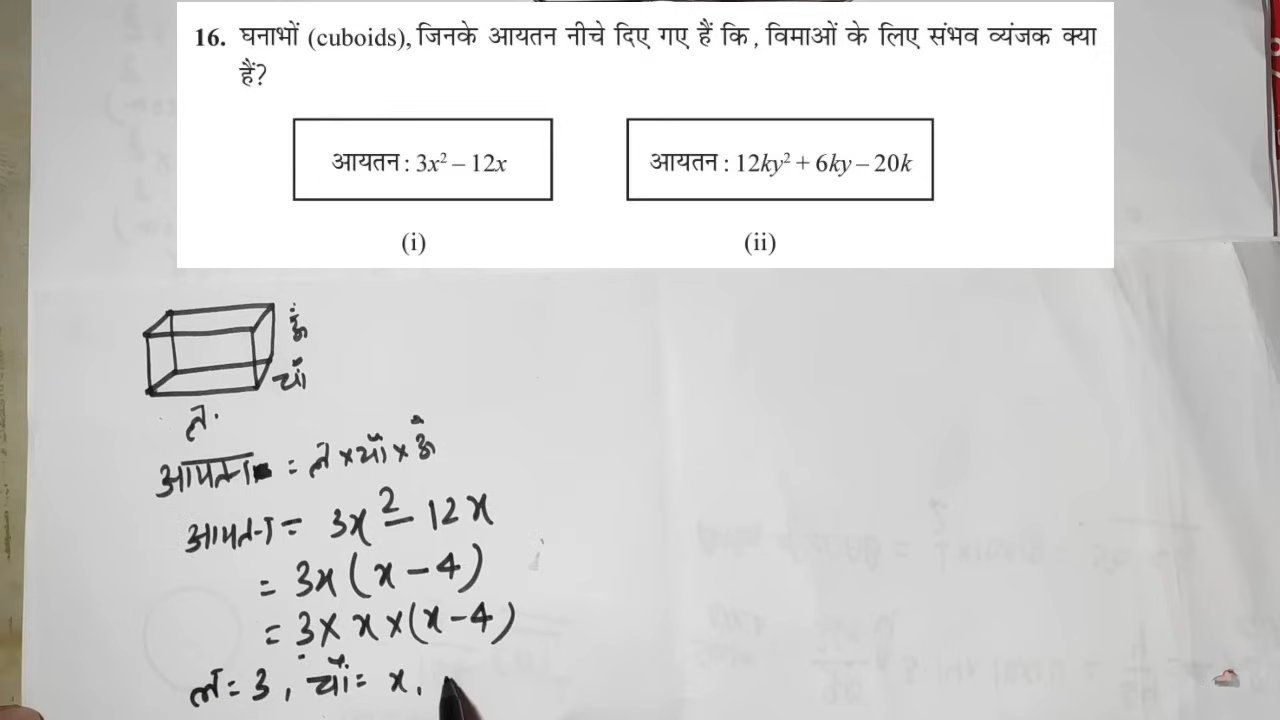 16. घनाभों (cuboids), जिनके आयतन नीचे दिए गए हैं कि, विमाओं के लिए संभव व्यंजक क्या
हैं?
आयतन : 3x² – 12x
आयतन : 12ky² + 6ky – 20k
(i)
(ii)
ऊँ
चौ
ल.
आयतन = ल × चौ × ऊँ
आयतन = 3x² – 12x
= 3x(x – 4)
= 3 × x × (x – 4)
ल = 3, चौ = x,